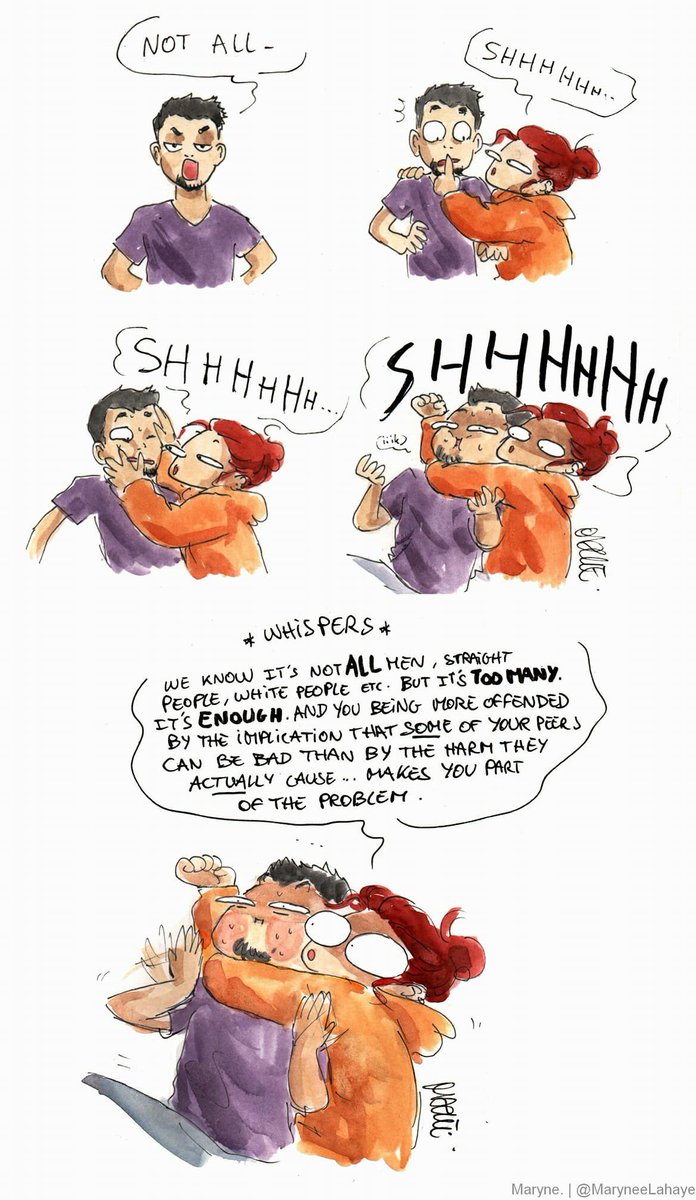 NOT ALL -
SHHHHHH...
SHHHHHH...
SHHHHHHH
(iiik)
*WHISPERS*
WE KNOW IT'S NOT ALL MEN, STRAIGHT
PEOPLE, WHITE PEOPLE ETC. BUT IT'S TOO MANY.
IT'S ENOUGH. AND YOU BEING MORE OFFENDED
BY THE IMPLICATION THAT SOME OF YOUR PEERS
CAN BE BAD THAN BY THE HARM THEY
ACTUALLY CAUSE... MAKES YOU PART
OF THE PROBLEM.
Maryne. | @MaryneeLahaye